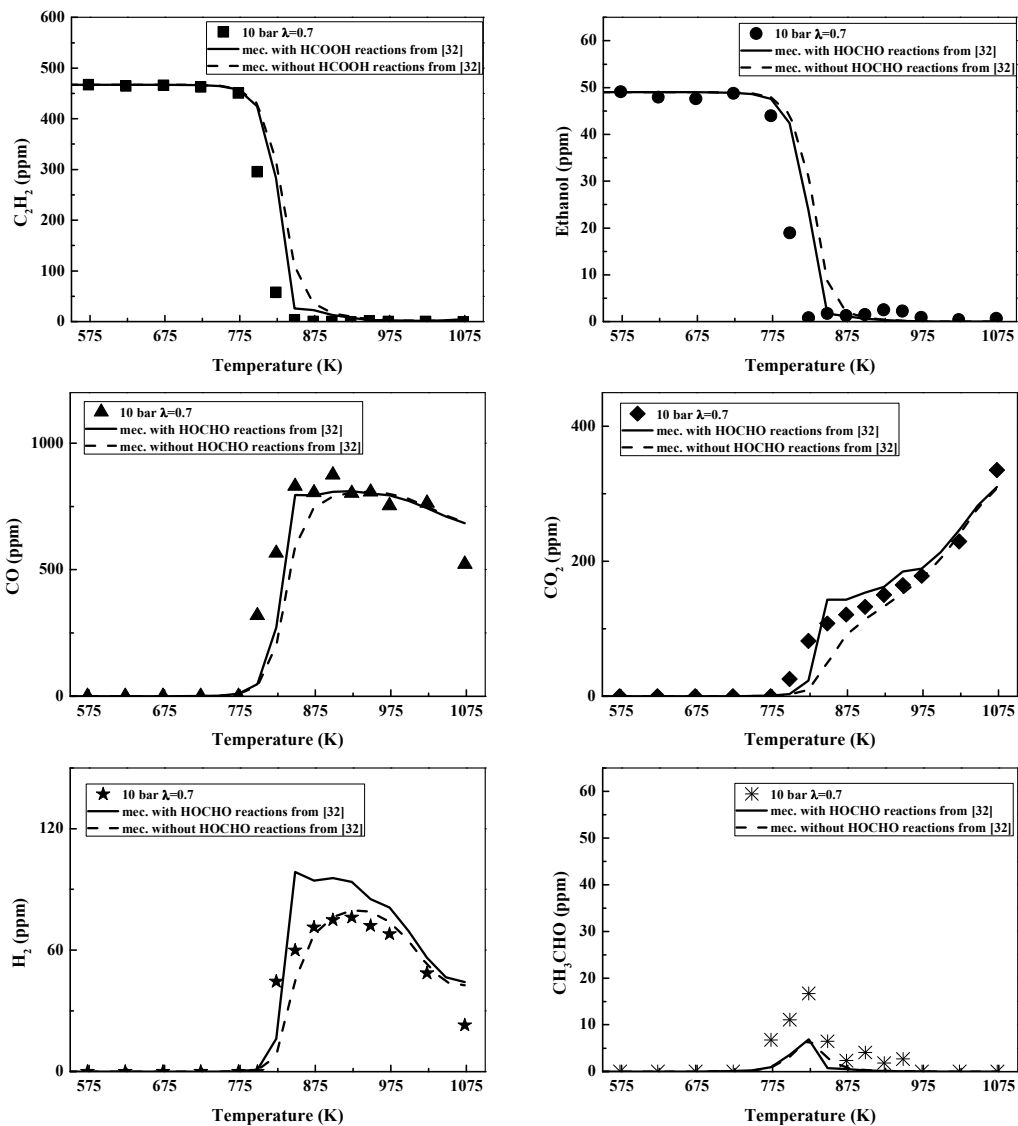 600
500
400
300
200
100
0
C₂H₂ (ppm)
10 bar λ=0.7
mec. with HCOOH reactions from [32]
mec. without HCOOH reactions from [32]
575 675 775 875 975 1075
Temperature (K)
60
50
40
30
20
10
0
Ethanol (ppm)
10 bar λ=0.7
mec. with HOCHO reactions from [32]
mec. without HOCHO reactions from [32]
575 675 775 875 975 1075
Temperature (K)
1000
500
0
CO (ppm)
10 bar λ=0.7
mec. with HOCHO reactions from [32]
mec. without HOCHO reactions from [32]
575 675 775 875 975 1075
Temperature (K)
400
200
0
CO₂ (ppm)
10 bar λ=0.7
mec. with HOCHO reactions from [32]
mec. without HOCHO reactions from [32]
575 675 775 875 975 1075
Temperature (K)
120
60
0
H₂ (ppm)
10 bar λ=0.7
mec. with HOCHO reactions from [32]
mec. without HOCHO reactions from [32]
575 675 775 875 975 1075
Temperature (K)
60
50
40
30
20
10
0
CH₃CHO (ppm)
10 bar λ=0.7
mec. with HOCHO reactions from [32]
mec. without HOCHO reactions from [32]
575 675 775 875 975 1075
Temperature (K)